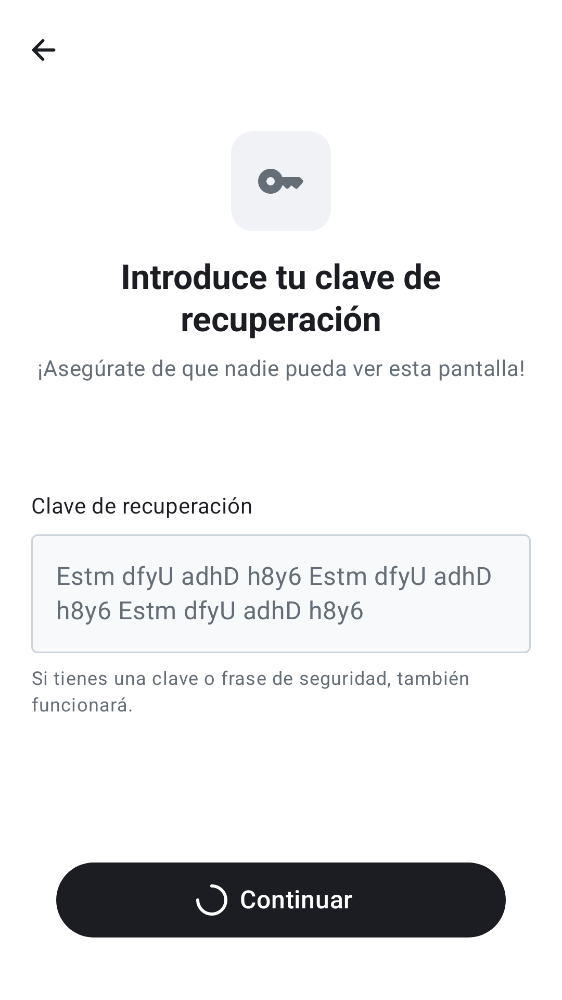 Introduce tu clave de
recuperación
¡Asegúrate de que nadie pueda ver esta pantalla!
Clave de recuperación
Estm dfyU adhD h8y6 Estm dfyU adhD
h8y6 Estm dfyU adhD h8y6
Si tienes una clave o frase de seguridad, también
funcionará.
Continuar